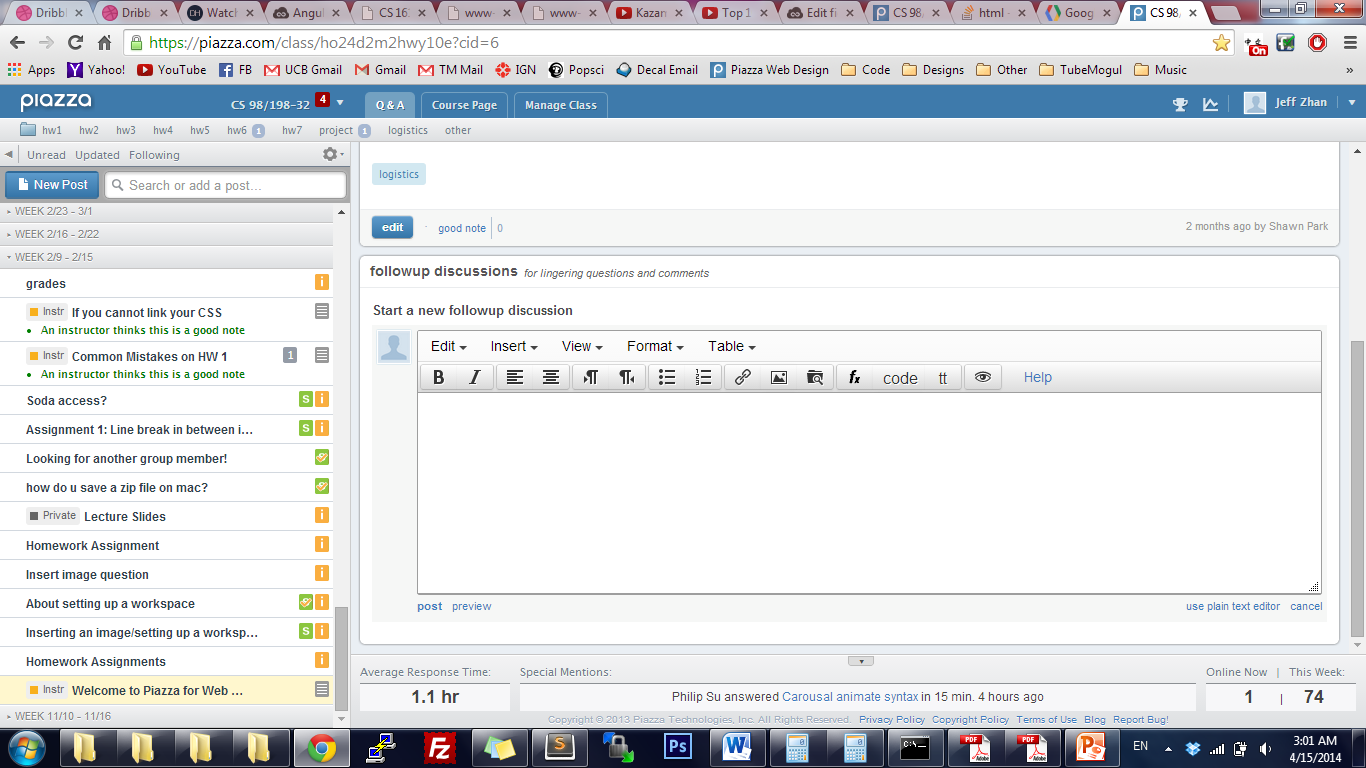 Dribbl
Dribb
Watch
Angul
CS 162
www-
www-
Kazan
Top 1
Edit fi
CS 98,
html
Goog
CS 98/
https://piazza.com/class/ho24d2m2hwy10e?cid=6
On
Apps Yahoo! YouTube FB UCB Gmail Gmail TM Mail IGN Popsci Decal Email Piazza Web Design Code Designs Other TubeMogul Music »
piazza CS 98/198-32 4 Q & A Course Page Manage Class Jeff Zhan
hw1 hw2 hw3 hw4 hw5 hw6 1 hw7 project 1 logistics other
Unread Updated Following
New Post Search or add a post…
WEEK 2/23 - 3/1
WEEK 2/16 - 2/22
WEEK 2/9 - 2/15
grades i
Instr If you cannot link your CSS
An instructor thinks this is a good note
Instr Common Mistakes on HW 1 1
An instructor thinks this is a good note
Soda access? S i
Assignment 1: Line break in between i… S i
Looking for another group member!
how do u save a zip file on mac?
Private Lecture Slides i
Homework Assignment i
Insert image question i
About setting up a workspace i
Inserting an image/setting up a worksp… S i
Homework Assignments i
Instr Welcome to Piazza for Web …
WEEK 11/10 - 11/16
logistics
edit · good note 0 2 months ago by Shawn Park
followup discussions for lingering questions and comments
Start a new followup discussion
Edit Insert View Format Table
B I fx code tt Help
post preview use plain text editor cancel
Average Response Time: Special Mentions: Online Now | This Week:
1.1 hr Philip Su answered Carousal animate syntax in 15 min. 4 hours ago 1 | 74
Copyright © 2013 Piazza Technologies, Inc. All Rights Reserved. Privacy Policy Copyright Policy Terms of Use Blog Report Bug!
EN 3:01 AM
4/15/2014